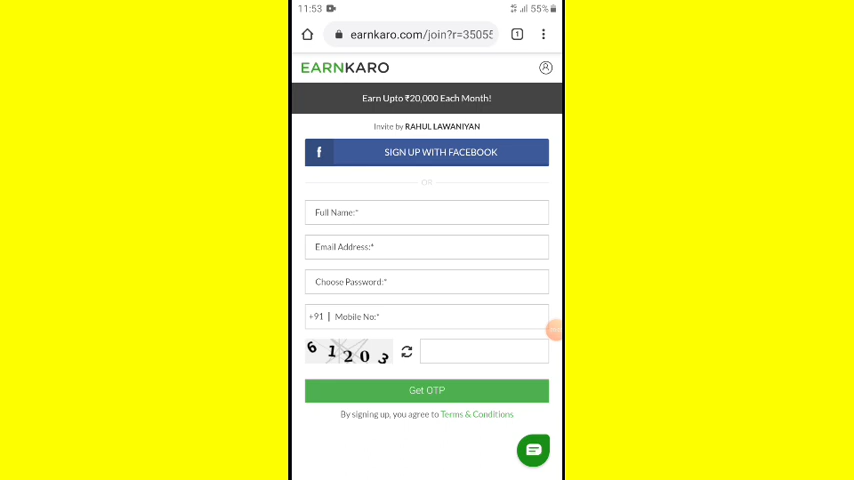 11:53 55%
earnkaro.com/join?r=35055 1
EARNKARO
Earn Upto ₹20,000 Each Month!
Invite by RAHUL LAWANIYAN
f SIGN UP WITH FACEBOOK
OR
Full Name:*
Email Address:*
Choose Password:*
+91 | Mobile No:*
61203
Get OTP
By signing up, you agree to Terms & Conditions